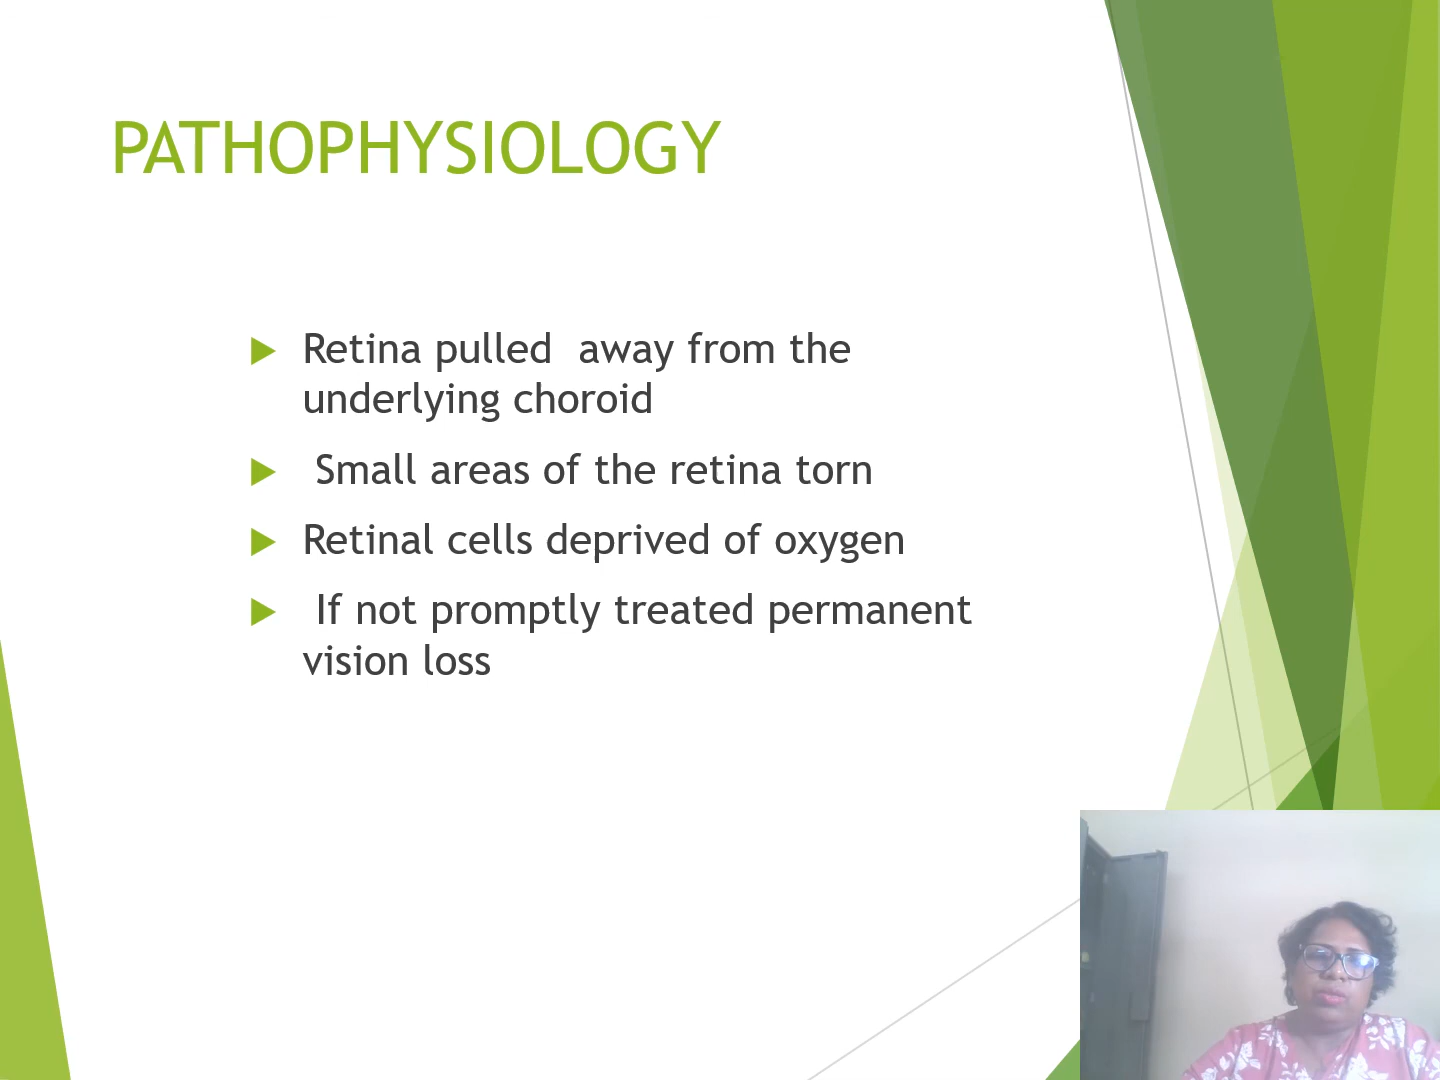 PATHOPHYSIOLOGY
Retina pulled  away from the
underlying choroid
Small areas of the retina torn
Retinal cells deprived of oxygen
If not promptly treated permanent
vision loss